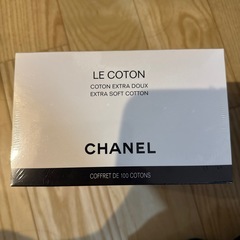 LE COTON
COTON EXTRA DOUX
EXTRA SOFT COTTON
CHANEL
COFFRET DE 100 COTONS